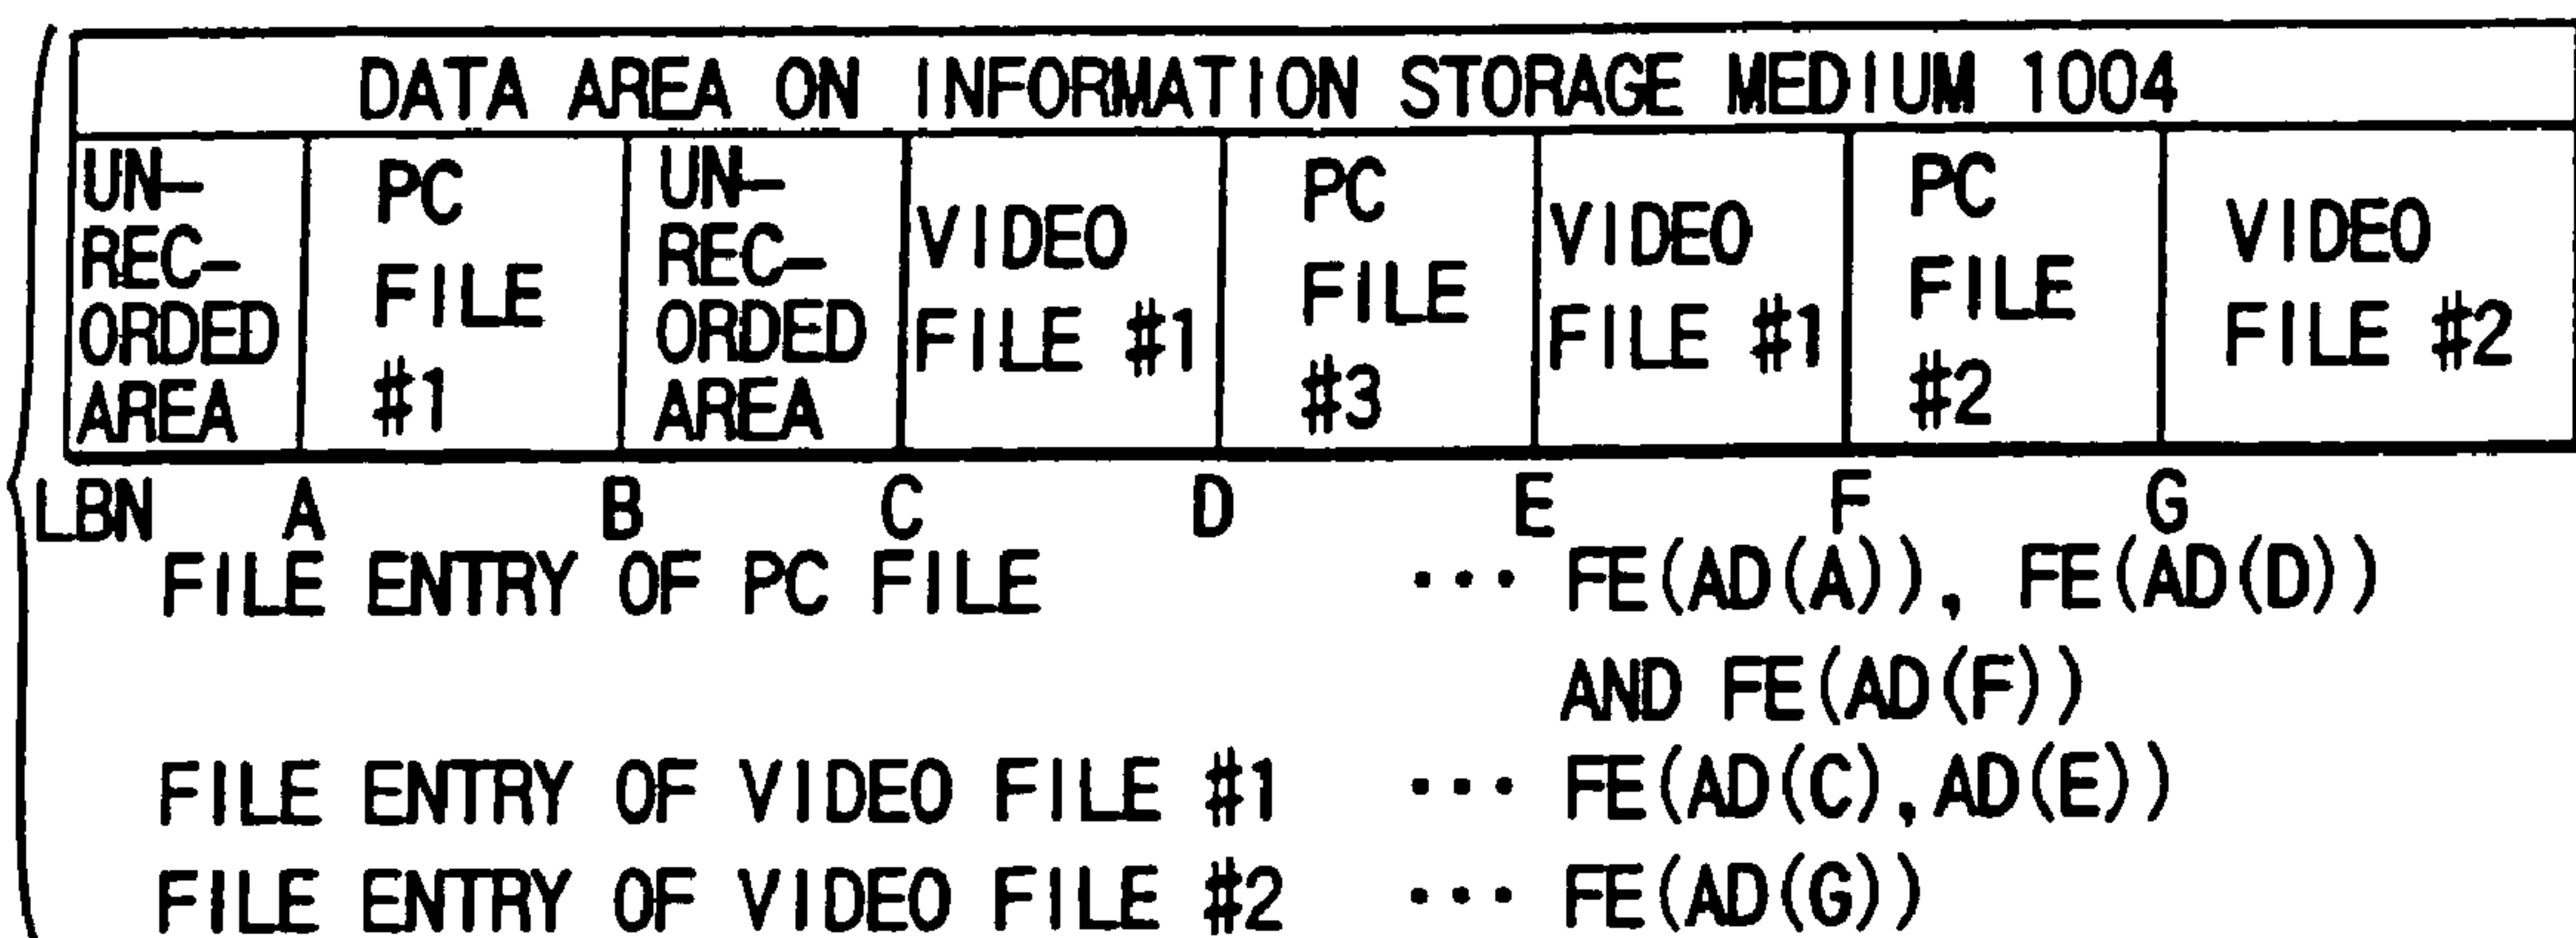 DATA AREA ON INFORMATION STORAGE MEDIUM 1004
UN-
REC-
ORDED
AREA
PC
FILE
#1
UN-
REC-
ORDED
AREA
VIDEO
FILE #1
PC
FILE
#3
VIDEO
FILE #1
PC
FILE
#2
VIDEO
FILE #2
LBN A B C D E F G
FILE ENTRY OF PC FILE ··· FE(AD(A)), FE(AD(D))
AND FE(AD(F))
FILE ENTRY OF VIDEO FILE #1 ··· FE(AD(C),AD(E))
FILE ENTRY OF VIDEO FILE #2 ··· FE(AD(G))